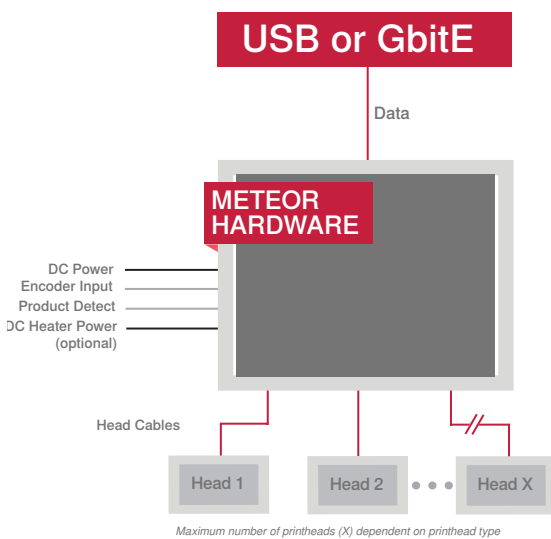 USB or GbitE
Data
METEOR
HARDWARE
DC Power
Encoder Input
Product Detect
DC Heater Power
(optional)
Head Cables
Head 1
Head 2
Head X
Maximum number of printheads (X) dependent on printhead type